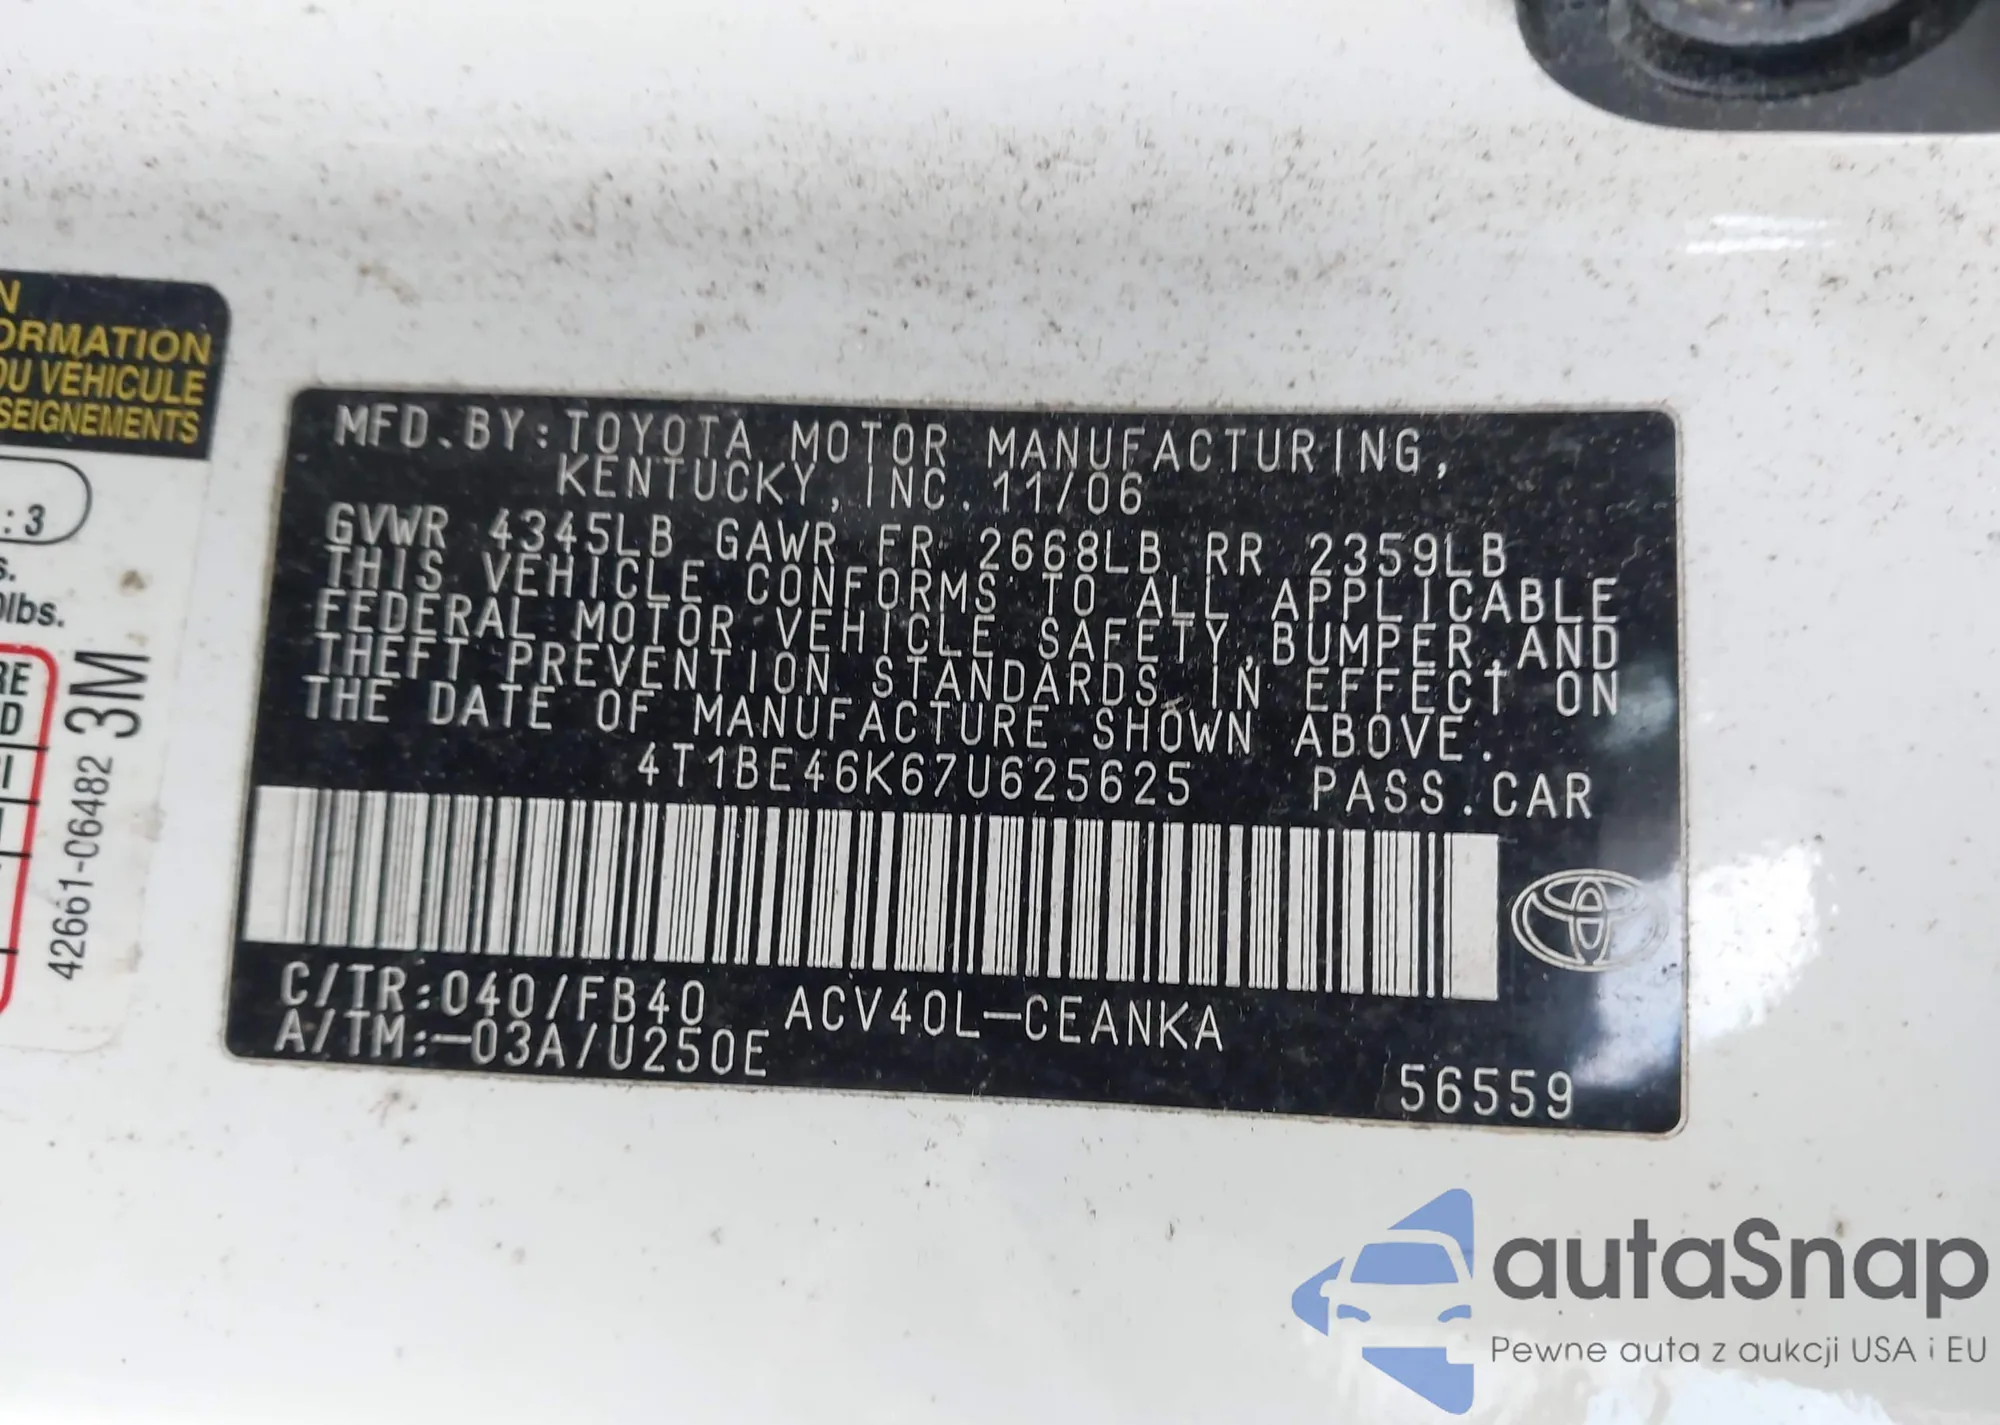 N
ORMATION
DU VÉHICULE
SEIGNEMENTS
: 3
s.
0lbs.
RE
D
42661-06482 3M
MFD.BY:TOYOTA MOTOR MANUFACTURING,
KENTUCKY,INC.11/06
GVWR 4345LB GAWR FR 2668LB RR 2359LB
THIS VEHICLE CONFORMS TO ALL APPLICABLE
FEDERAL MOTOR VEHICLE SAFETY,BUMPER,AND
THEFT PREVENTION STANDARDS IN EFFECT ON
THE DATE OF MANUFACTURE SHOWN ABOVE.
4T1BE46K67U625625 PASS.CAR
C/TR:040/FB40 ACV40L-CEANKA
A/TM:-03A/U250E
56559
autaSnap
Pewne auta z aukcji USA i EU